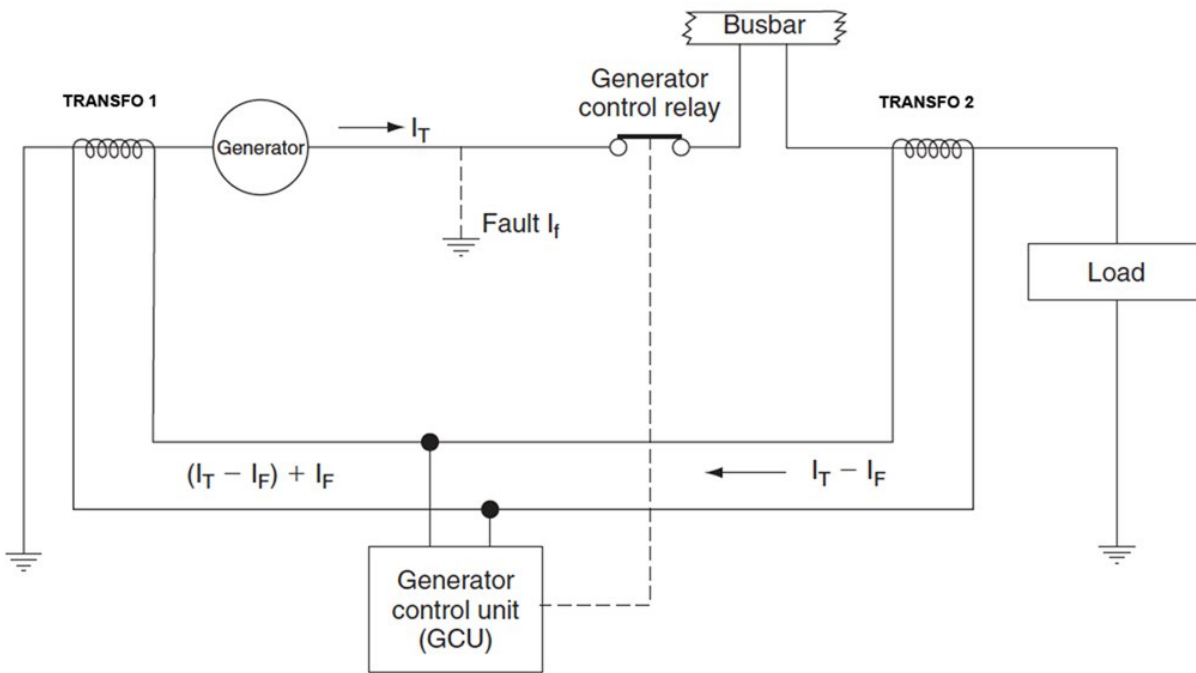 Busbar
Generator
control relay
TRANSFO 1
TRANSFO 2
I_T
Generator
Fault I_f
Load
(I_T − I_F) + I_F
I_T − I_F
Generator
control unit
(GCU)